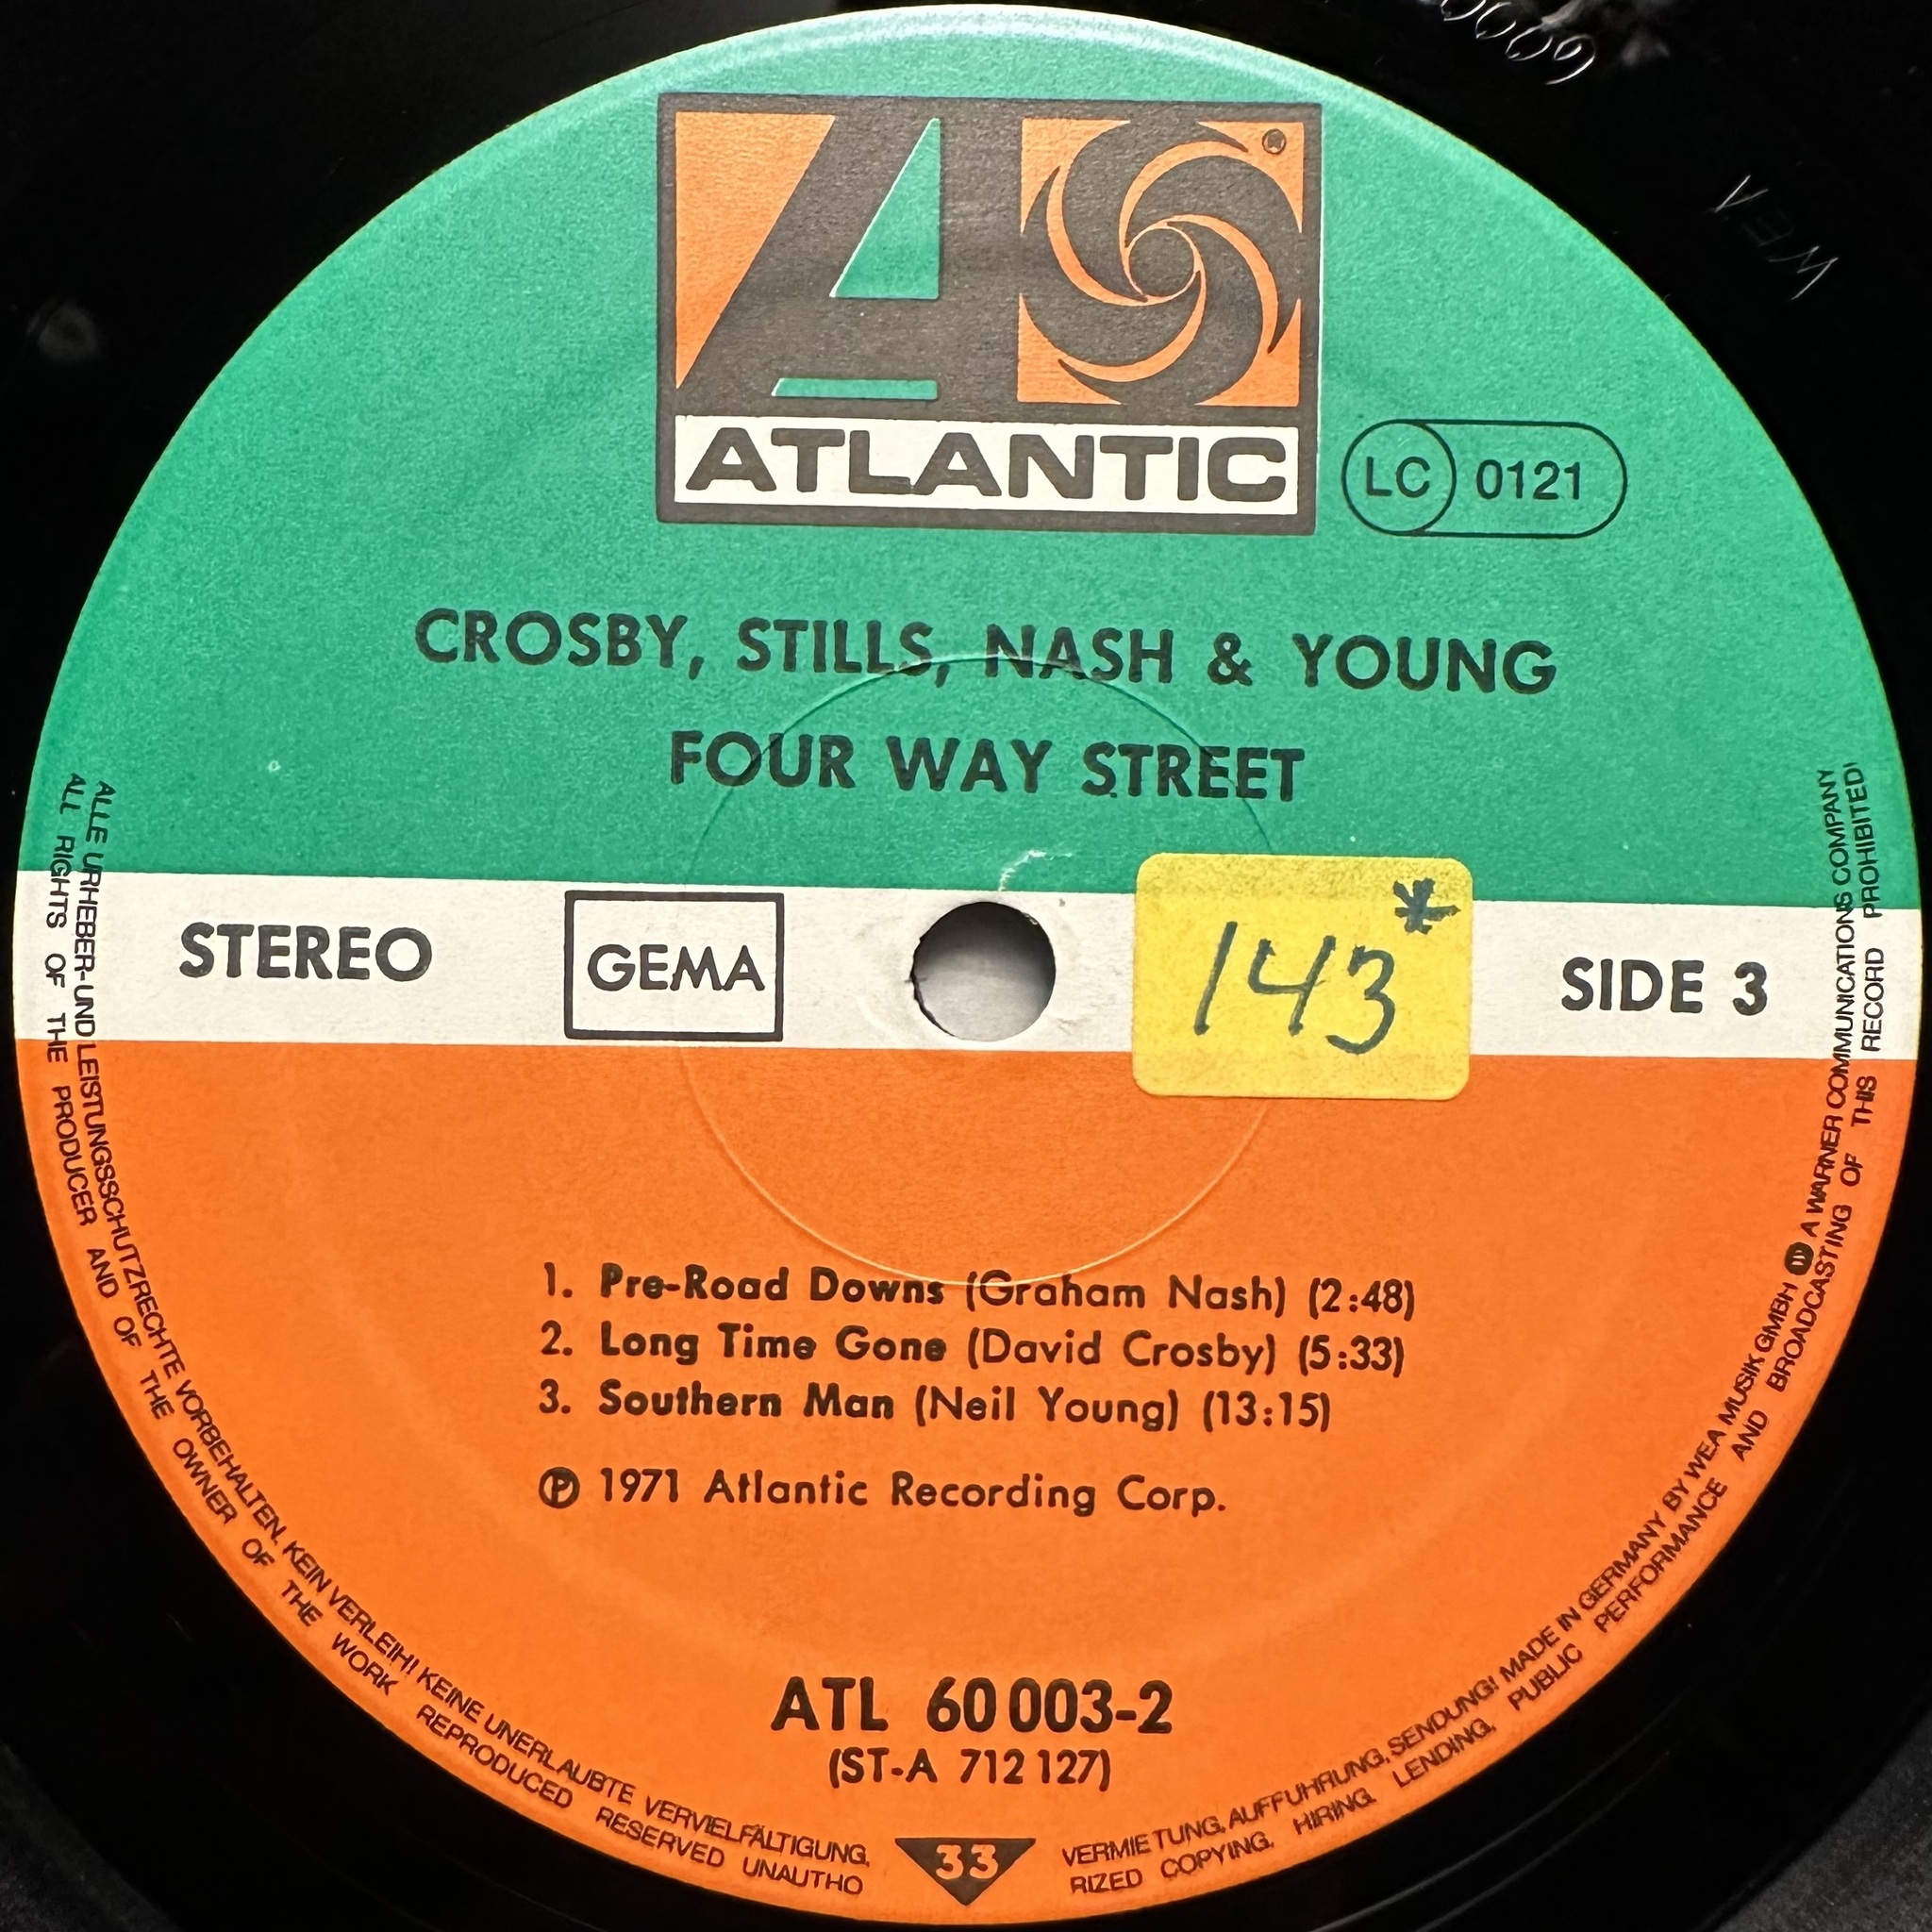 WEA
ATLANTIC
®
LC 0121
CROSBY, STILLS, NASH & YOUNG
FOUR WAY STREET
STEREO
GEMA
143*
SIDE 3
1. Pre-Road Downs (Graham Nash) (2:48)
2. Long Time Gone (David Crosby) (5:33)
3. Southern Man (Neil Young) (13:15)
℗ 1971 Atlantic Recording Corp.
ATL 60 003-2
(ST-A 712 127)
33
ALLE URHEBER-UND LEISTUNGSSCHUTZRECHTE VORBEHALTEN, KEIN VERLEIH! KEINE UNERLAUBTE VERVIELFÄLTIGUNG, VERMIETUNG, AUFFUHRUNG, SENDUNG! MADE IN GERMANY BY WEA MUSIK GMBH A WARNER COMMUNICATIONS COMPANY
ALL RIGHTS OF THE PRODUCER AND OF THE OWNER OF THE WORK REPRODUCED RESERVED UNAUTHORIZED COPYING, HIRING, LENDING, PUBLIC PERFORMANCE AND BROADCASTING OF THIS RECORD PROHIBITED!